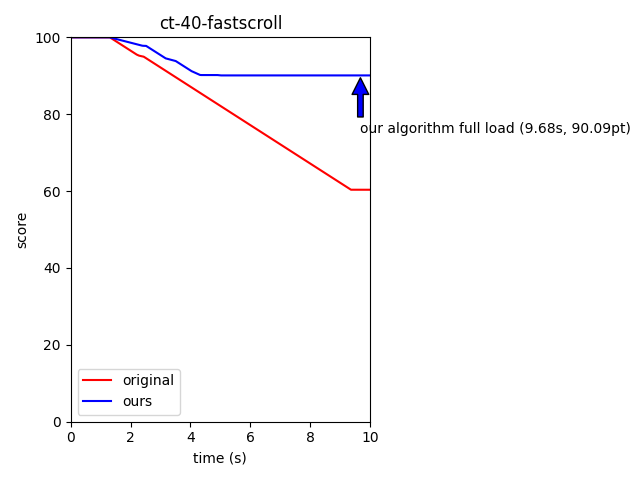 ct-40-fastscroll
100
80
60
40
20
0
score
our algorithm full load (9.68s, 90.09pt)
original
ours
0 2 4 6 8 10
time (s)